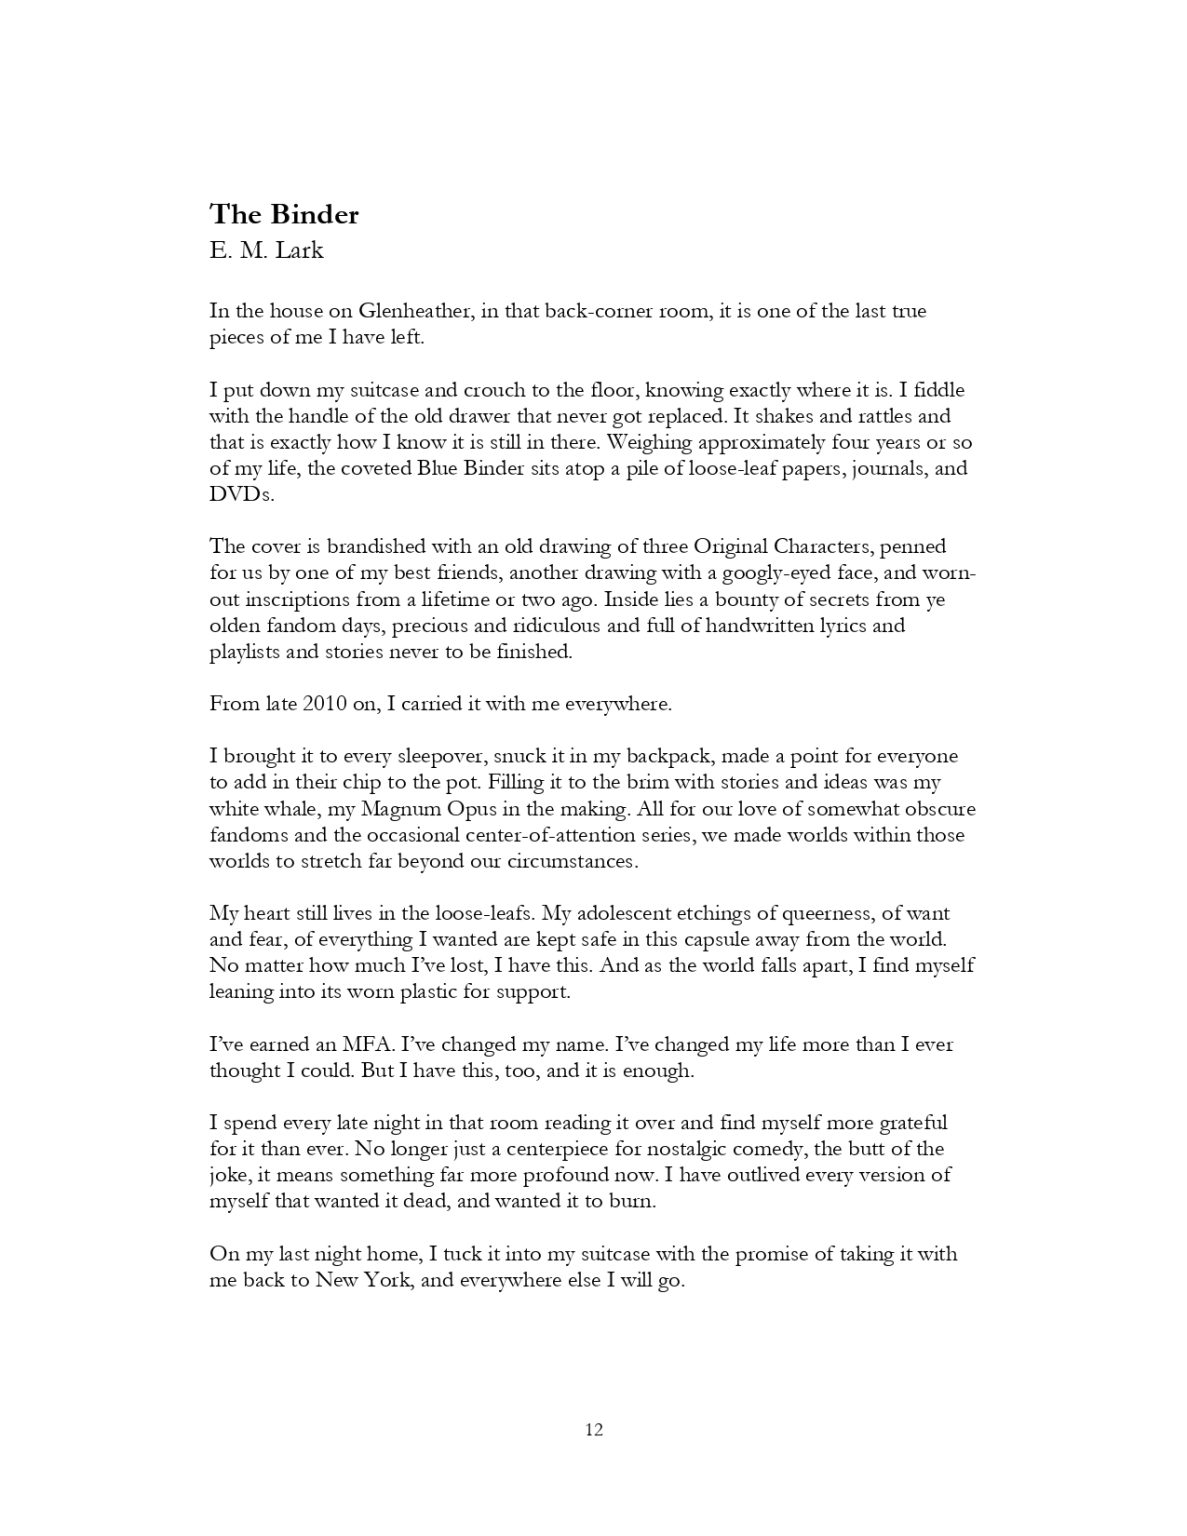 The Binder
E. M. Lark
In the house on Glenheather, in that back-corner room, it is one of the last true
pieces of me I have left.
I put down my suitcase and crouch to the floor, knowing exactly where it is. I fiddle
with the handle of the old drawer that never got replaced. It shakes and rattles and
that is exactly how I know it is still in there. Weighing approximately four years or so
of my life, the coveted Blue Binder sits atop a pile of loose-leaf papers, journals, and
DVDs.
The cover is brandished with an old drawing of three Original Characters, penned
for us by one of my best friends, another drawing with a googly-eyed face, and worn-
out inscriptions from a lifetime or two ago. Inside lies a bounty of secrets from ye
olden fandom days, precious and ridiculous and full of handwritten lyrics and
playlists and stories never to be finished.
From late 2010 on, I carried it with me everywhere.
I brought it to every sleepover, snuck it in my backpack, made a point for everyone
to add in their chip to the pot. Filling it to the brim with stories and ideas was my
white whale, my Magnum Opus in the making. All for our love of somewhat obscure
fandoms and the occasional center-of-attention series, we made worlds within those
worlds to stretch far beyond our circumstances.
My heart still lives in the loose-leafs. My adolescent etchings of queerness, of want
and fear, of everything I wanted are kept safe in this capsule away from the world.
No matter how much I've lost, I have this. And as the world falls apart, I find myself
leaning into its worn plastic for support.
I've earned an MFA. I've changed my name. I've changed my life more than I ever
thought I could. But I have this, too, and it is enough.
I spend every late night in that room reading it over and find myself more grateful
for it than ever. No longer just a centerpiece for nostalgic comedy, the butt of the
joke, it means something far more profound now. I have outlived every version of
myself that wanted it dead, and wanted it to burn.
On my last night home, I tuck it into my suitcase with the promise of taking it with
me back to New York, and everywhere else I will go.
12